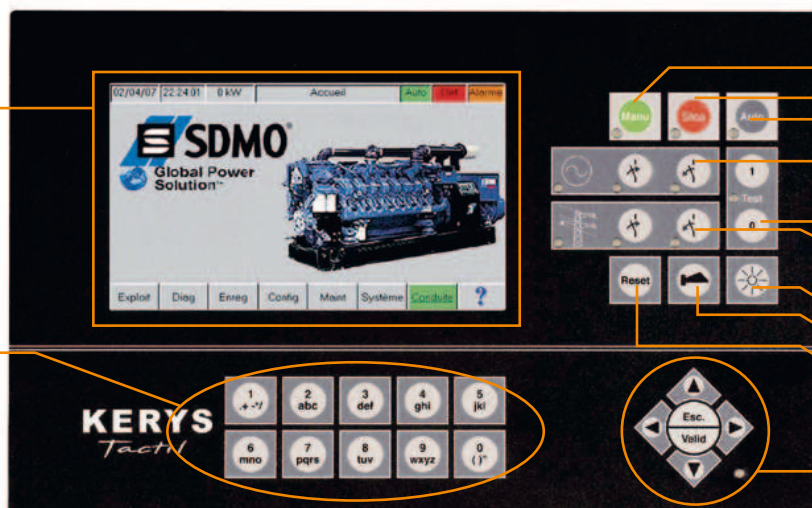 02/04/07 22:24:01 0 kW Accueil Auto Def Alarme
SDMO®
Global Power
Solution™
Exploit Diag Enreg Config Maint Système Conduite ?
Manu Stop Auto
1
Test
0
Reset
KERYS
Tactil
1 2 3 4 5
.+-*/ abc def ghi jkl
6 7 8 9 0
mno pqrs tuv wxyz ( )°
Esc.
Valid